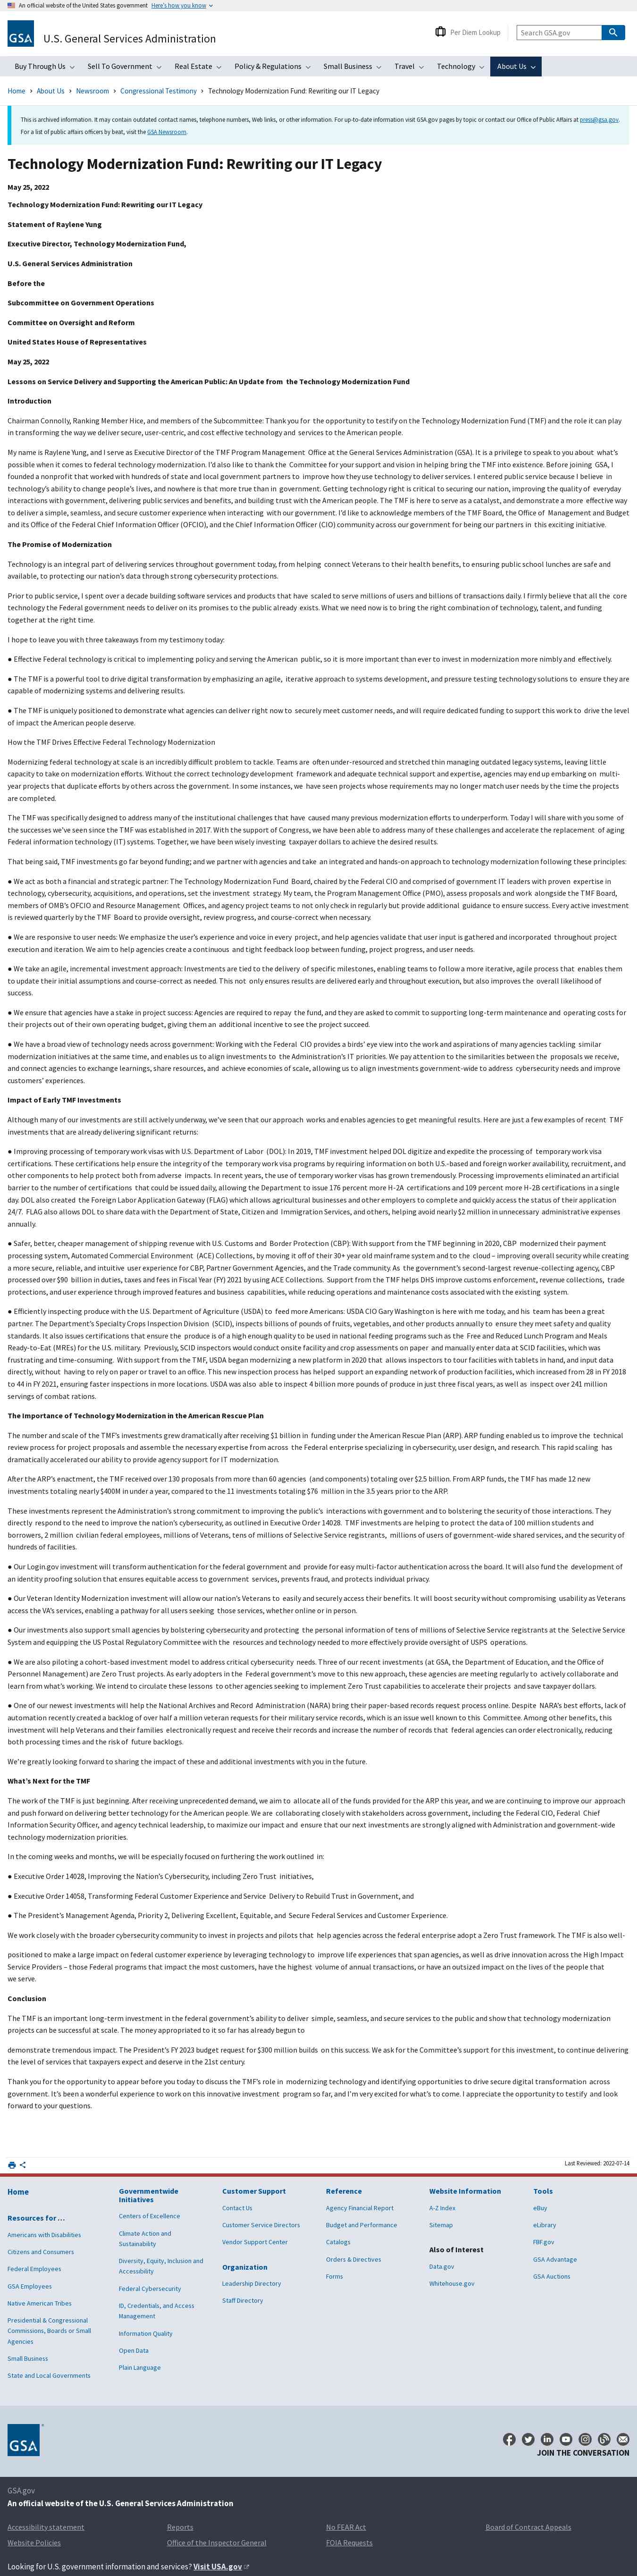 An official website of the United States government Here's how you know
GSA U.S. General Services Administration
Per Diem Lookup
Search GSA.gov
Buy Through Us Sell To Government Real Estate Policy & Regulations Small Business Travel Technology About Us
Home › About Us › Newsroom › Congressional Testimony › Technology Modernization Fund: Rewriting our IT Legacy
This is archived information. It may contain outdated contact names, telephone numbers, Web links, or other information. For up-to-date information visit GSA.gov pages by topic or contact our Office of Public Affairs at press@gsa.gov.
For a list of public affairs officers by beat, visit the GSA Newsroom.
Technology Modernization Fund: Rewriting our IT Legacy
May 25, 2022
Technology Modernization Fund: Rewriting our IT Legacy
Statement of Raylene Yung
Executive Director, Technology Modernization Fund,
U.S. General Services Administration
Before the
Subcommittee on Government Operations
Committee on Oversight and Reform
United States House of Representatives
May 25, 2022
Lessons on Service Delivery and Supporting the American Public: An Update from the Technology Modernization Fund
Introduction
Chairman Connolly, Ranking Member Hice, and members of the Subcommittee: Thank you for the opportunity to testify on the Technology Modernization Fund (TMF) and the role it can play
in transforming the way we deliver secure, user-centric, and cost effective technology and services to the American people.
My name is Raylene Yung, and I serve as Executive Director of the TMF Program Management Office at the General Services Administration (GSA). It is a privilege to speak to you about what's
possible when it comes to federal technology modernization. I'd also like to thank the Committee for your support and collaboration in helping bring the TMF into existence. Before joining GSA, I
founded a nonprofit that worked with hundreds of state and local government partners to improve how they use technology to deliver services. I entered public service because I believe in
technology's ability to change people's lives, and nowhere is that more true than in government. Getting technology right is critical to securing our nation, improving the quality of everyday
interactions with government, delivering public services and benefits, and building trust with the American people. The TMF is here to serve as a catalyst, and demonstrate a more effective way
to deliver a simple, seamless, and secure customer experience when interacting with our government. I'd like to acknowledge the members of the TMF Board, the Office of Management and Budget
and its Office of the Federal Chief Information Officer (OFCIO), and the Chief Information Officer (CIO) community across our government for being our partners in this exciting initiative.
The Promise of Modernization
Technology is an integral part of delivering services throughout government today, from helping connect Veterans to their health benefits, to ensuring public school lunches are safe and
available, to protecting our nation's data through strong cybersecurity protections.
Prior to public service, I spent over a decade building software services and products that have scaled to serve millions of users and billions of transactions daily. I firmly believe that all the core
technology the Federal government needs to deliver on its promises to the public already exists. What we need now is to bring the right combination of technology, talent, and funding
together at the right time.
I hope to leave you with three takeaways from my testimony today:
● Effective Federal technology is critical to implementing policy and serving the American public, so it is more important than ever to invest in modernization more nimbly and effectively.
● The TMF is a powerful tool to drive digital transformation by emphasizing an agile, iterative approach to systems development, and pressure testing technology solutions to ensure they are
capable of modernizing systems and delivering results.
● The TMF is uniquely positioned to demonstrate what agencies can deliver right now to securely meet customer needs, and will require dedicated funding to support this work to drive the level
of impact the American people deserve.
How the TMF Drives Effective Federal Technology Modernization
Modernizing federal technology at scale is an incredibly difficult problem to tackle. Teams are often under-resourced and stretched thin managing outdated legacy systems, leaving little
capacity to take on modernization efforts. Without the correct technology development framework and adequate technical support and expertise, agencies may end up embarking on multi-
year projects that don't effectively meet customer needs. Even worse, this has in some instances led to projects whose requirements may no longer match the needs of users by the time they
are completed.
The TMF was specifically designed to address many of the institutional challenges that have caused many previous modernization efforts to underperform. Today I will share with you some of
the successes we've seen since the TMF was established in 2017. With the support of Congress, we have been able to address many of these challenges and accelerate the replacement of aging
Federal information technology (IT) systems. Together, we have been wisely investing taxpayer dollars to achieve the desired results.
That being said, TMF investments go far beyond funding; and we partner with agencies and take an integrated and hands-on approach to technology modernization following these principles:
● We act as both a financial and strategic partner: The Technology Modernization Fund Board, chaired by the Federal CIO and comprised of government IT leaders with proven expertise in
technology, cybersecurity, acquisitions, and operations, set the investment strategy. My team, the Program Management Office (PMO), assess proposals and work alongside the TMF Board,
members of OMB's OFCIO and Resource Management Offices, and agency project teams to not only check in regularly but provide additional guidance to ensure success. Every active investment
is reviewed quarterly by the TMF Board to provide oversight, review progress, and course-correct when necessary.
● We are responsive to user needs: We emphasize the user's experience and voice in every project, and help agencies validate that user input is gathered and incorporated throughout project
execution and iteration. We aim to help agencies create a continuous and tight feedback loop between funding, project progress, and user needs.
● We take an agile, incremental investment approach: Investments are tied to the delivery of specific milestones, enabling teams to follow a more iterative, agile process that enables them
to update their initial assumptions and course-correct as needed. This not only ensures results are delivered early and throughout execution, but also improves the overall likelihood of
success.
● We ensure that agencies have a stake in project success: Agencies are required to repay the fund, and they are asked to commit to supporting long-term maintenance and operating costs for
their projects out of their own operating budget, giving them an additional incentive to see the project succeed.
● We have a broad view of technology needs across government: Working with the Federal CIO provides a birds' eye view into the work and aspirations of many agencies tackling similar
modernization initiatives at the same time, and enables us to align investments to the Administration's IT priorities. We pay attention to the similarities between the proposals we receive,
and connect agencies to exchange learnings, share resources, and achieve economies of scale, allowing us to align investments government-wide to address cybersecurity needs and improve
customers' experiences.
Impact of Early TMF Investments
Although many of our investments are still actively underway, we've seen that our approach works and enables agencies to get meaningful results. Here are just a few examples of recent TMF
investments that are already delivering significant returns:
● Improving processing of temporary work visas with U.S. Department of Labor (DOL): In 2019, TMF investment helped DOL digitize and expedite the processing of temporary work visa
certifications. These certifications help ensure the integrity of the temporary work visa programs by requiring information on both U.S.-based and foreign worker availability, recruitment, and
other components to help protect both from adverse impacts. In recent years, the demand for these visas has grown tremendously. Processing improvements eliminated an artificial limit to the
number of certifications that could be issued daily, allowing the Department to issue 176 percent more H-2A certifications and 109 percent more H-2B certifications in a single
day. DOL also created the Foreign Labor Application Gateway (FLAG) which allows agricultural businesses and other employers to complete and quickly access the status of their application
24/7. FLAG also allows DOL to share data with the Department of State, Citizen and Immigration Services, and others, helping avoid nearly $2 million in unnecessary administrative expenses
annually.
● Safer, better, cheaper management of shipping revenue with U.S. Customs and Border Protection (CBP): With support from the TMF beginning in 2020, CBP modernized their payment
processing system, Automated Commercial Environment (ACE) Collections, by moving it off of their 30+ year old mainframe system and to the cloud – improving overall security while creating
a more secure, reliable, and intuitive user experience for CBP, Partner Government Agencies, and the Trade community. As the government's second-largest revenue-collecting agency, CBP
processed over $90 billion in duties, taxes and fees in Fiscal Year (FY) 2021 by using ACE Collections. Support from the TMF helps DHS improve customs enforcement, revenue collections, trade
protections, and user experience through improved features and business capabilities, while reducing operations and maintenance costs associated with the existing system.
● Efficiently inspecting produce with the U.S. Department of Agriculture (USDA) to feed more Americans: USDA CIO Gary Washington is here with me today, and his team has been a great
partner. The Department's Specialty Crops Inspection Division (SCID), inspects billions of pounds of fruits, vegetables, and other products annually to ensure they meet safety and quality
standards. It also issues certifications that ensure the produce is of a high enough quality to be used in national feeding programs such as the Free and Reduced Lunch Program and Meals
Ready-to-Eat (MREs) for the U.S. military. Previously, SCID inspectors would conduct onsite facility and crop assessments on paper and manually enter data at SCID facilities, which was
frustrating and time-consuming. With support from the TMF, USDA began modernizing a new platform in 2020 that allows inspectors to tour facilities with tablets in hand, and input data
directly, without having to rely on paper or travel to an office. This new inspection process has helped support an expanding network of production facilities, which increased from 28 in FY 2018
to 44 in FY 2021, ensuring faster inspections in more locations. USDA was also able to inspect 4 billion more pounds of produce in just three fiscal years, as well as inspect over 241 million
servings of combat rations.
The Importance of Technology Modernization in the American Rescue Plan
The number and scale of the TMF's investments grew dramatically after receiving $1 billion in funding under the American Rescue Plan (ARP). ARP funding enabled us to improve the technical
review process for project proposals and assemble the necessary expertise from across the Federal enterprise specializing in cybersecurity, user design, and research. This rapid scaling has
dramatically accelerated our ability to provide agency support for IT modernization.
After the ARP's enactment, the TMF received over 130 proposals from more than 60 agencies (and components) totaling over $2.5 billion. From ARP funds, the TMF has made 12 new
investments totaling nearly $400M in under a year, compared to the 11 investments totaling $76 million in the 3.5 years prior to the ARP.
These investments represent the Administration's strong commitment to improving the public's interactions with government and to bolstering the security of those interactions. They
directly respond to the need to improve the nation's cybersecurity, as outlined in Executive Order 14028. TMF investments are helping to protect the data of 100 million students and
borrowers, 2 million civilian federal employees, millions of Veterans, tens of millions of Selective Service registrants, millions of users of government-wide shared services, and the security of
hundreds of facilities.
● Our Login.gov investment will transform authentication for the federal government and provide for easy multi-factor authentication across the board. It will also fund the development of
an identity proofing solution that ensures equitable access to government services, prevents fraud, and protects individual privacy.
● Our Veteran Identity Modernization investment will allow our nation's Veterans to easily and securely access their benefits. It will boost security without compromising usability as Veterans
access the VA's services, enabling a pathway for all users seeking those services, whether online or in person.
● Our investments also support small agencies by bolstering cybersecurity and protecting the personal information of tens of millions of Selective Service registrants at the Selective Service
System and equipping the US Postal Regulatory Committee with the resources and technology needed to more effectively provide oversight of USPS operations.
● We are also piloting a cohort-based investment model to address critical cybersecurity needs. Three of our recent investments (at GSA, the Department of Education, and the Office of
Personnel Management) are Zero Trust projects. As early adopters in the Federal government's move to this new approach, these agencies are meeting regularly to actively collaborate and
learn from what's working. We intend to circulate these lessons to other agencies seeking to implement Zero Trust capabilities to accelerate their projects and save taxpayer dollars.
● One of our newest investments will help the National Archives and Record Administration (NARA) bring their paper-based records request process online. Despite NARA's best efforts, lack of
automation recently created a backlog of over half a million veteran requests for their military service records, which is an issue well known to this Committee. Among other benefits, this
investment will help Veterans and their families electronically request and receive their records and increase the number of records that federal agencies can order electronically, reducing
both processing times and the risk of future backlogs.
We're greatly looking forward to sharing the impact of these and additional investments with you in the future.
What's Next for the TMF
The work of the TMF is just beginning. After receiving unprecedented demand, we aim to allocate all of the funds provided for the ARP this year, and we are continuing to improve our approach
and push forward on delivering better technology for the American people. We are collaborating closely with stakeholders across government, including the Federal CIO, Federal Chief
Information Security Officer, and agency technical leadership, to maximize our impact and ensure that our next investments are strongly aligned with Administration and government-wide
technology modernization priorities.
In the coming weeks and months, we will be especially focused on furthering the work outlined in:
● Executive Order 14028, Improving the Nation's Cybersecurity, including Zero Trust initiatives,
● Executive Order 14058, Transforming Federal Customer Experience and Service Delivery to Rebuild Trust in Government, and
● The President's Management Agenda, Priority 2, Delivering Excellent, Equitable, and Secure Federal Services and Customer Experience.
We work closely with the broader cybersecurity community to invest in projects and pilots that help agencies across the federal enterprise adopt a Zero Trust framework. The TMF is also well-
positioned to make a large impact on federal customer experience by leveraging technology to improve life experiences that span agencies, as well as drive innovation across the High Impact
Service Providers – those Federal programs that impact the most customers, have the highest volume of annual transactions, or have an outsized impact on the lives of the people that
we serve.
Conclusion
The TMF is an important long-term investment in the federal government's ability to deliver simple, seamless, and secure services to the public and show that technology modernization
projects can be successful at scale. The money appropriated to it so far has already begun to
demonstrate tremendous impact. The President's FY 2023 budget request for $300 million builds on this success. We ask for the Committee's support for this investment, to continue delivering
the level of services that taxpayers expect and deserve in the 21st century.
Thank you for the opportunity to appear before you today to discuss the TMF's role in modernizing technology and identifying opportunities to drive secure digital transformation across
government. It's been a wonderful experience to work on this innovative investment program so far, and I'm very excited for what's to come. I appreciate the opportunity to testify and look
forward to your questions.
Last Reviewed: 2022-07-14
Home
Resources for …
Americans with Disabilities
Citizens and Consumers
Federal Employees
GSA Employees
Native American Tribes
Presidential & Congressional
Commissions, Boards or Small
Agencies
Small Business
State and Local Governments
Governmentwide
Initiatives
Centers of Excellence
Climate Action and
Sustainability
Diversity, Equity, Inclusion and
Accessibility
Federal Cybersecurity
ID, Credentials, and Access
Management
Information Quality
Open Data
Plain Language
Customer Support
Contact Us
Customer Service Directors
Vendor Support Center
Organization
Leadership Directory
Staff Directory
Reference
Agency Financial Report
Budget and Performance
Catalogs
Orders & Directives
Forms
Website Information
A-Z Index
Sitemap
Also of Interest
Data.gov
Whitehouse.gov
Tools
eBuy
eLibrary
FBF.gov
GSA Advantage
GSA Auctions
GSA
JOIN THE CONVERSATION
GSA.gov
An official website of the U.S. General Services Administration
Accessibility statement Reports No FEAR Act Board of Contract Appeals
Website Policies Office of the Inspector General FOIA Requests
Looking for U.S. government information and services? Visit USA.gov